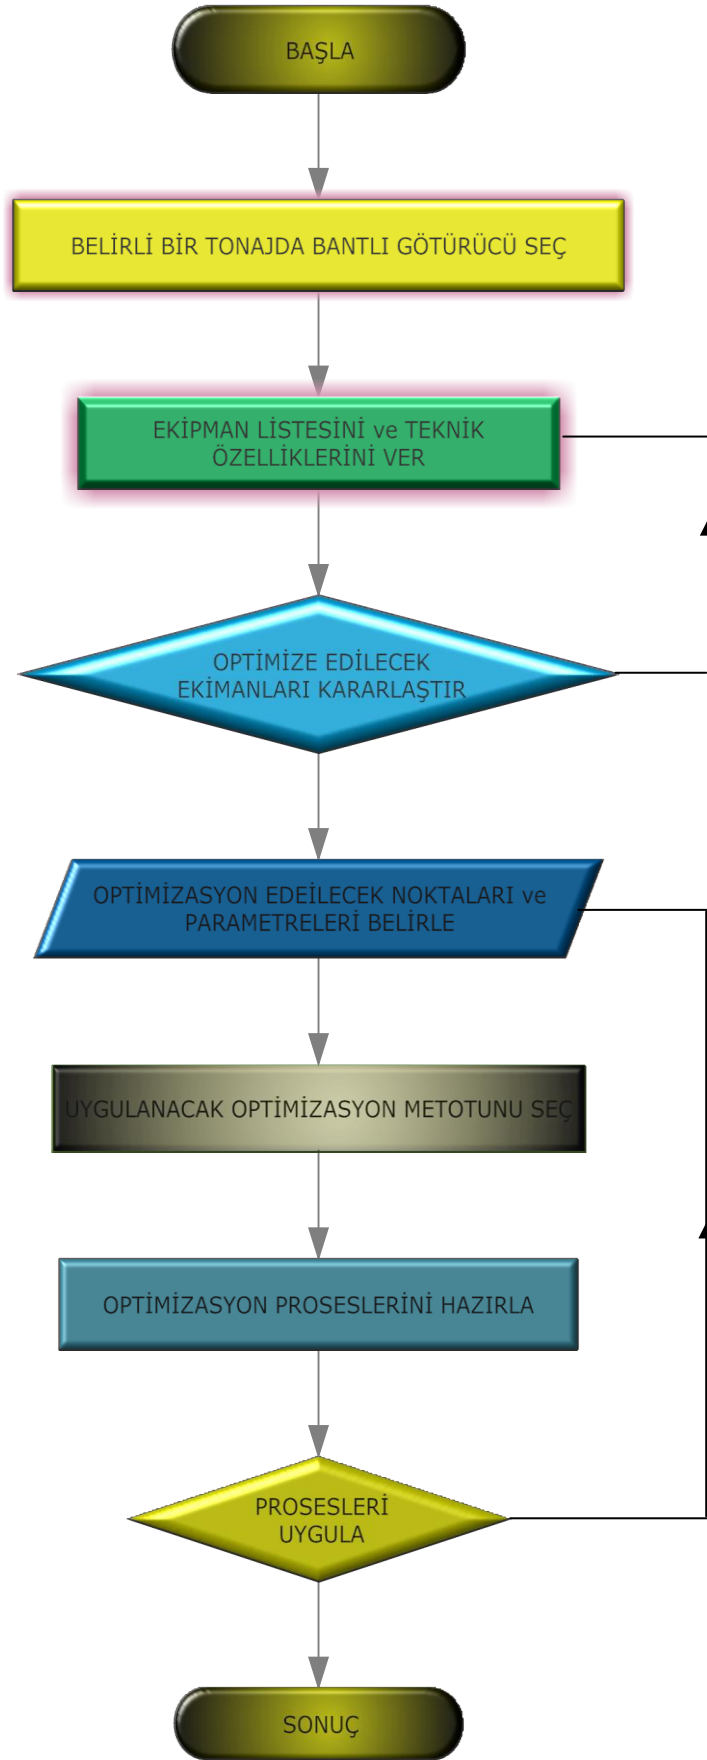 BAŞLA
BELİRLİ BİR TONAJDA BANTLI GÖTÜRÜCÜ SEÇ
EKİPMAN LİSTESİNİ ve TEKNİK
ÖZELLİKLERİNİ VER
OPTİMİZE EDİLECEK
EKİMANLARI KARARLAŞTIR
OPTİMİZASYON EDEİLECEK NOKTALARI ve
PARAMETRELERİ BELİRLE
UYGULANACAK OPTİMİZASYON METOTUNU SEÇ
OPTİMİZASYON PROSESLERİNİ HAZIRLA
PROSESLERİ
UYGULA
SONUÇ